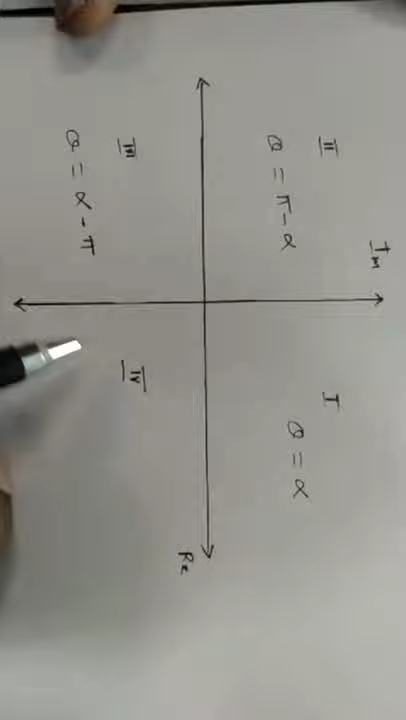 Im
II
θ = π - α
I
θ = α
III
θ = α - π
IV
Re